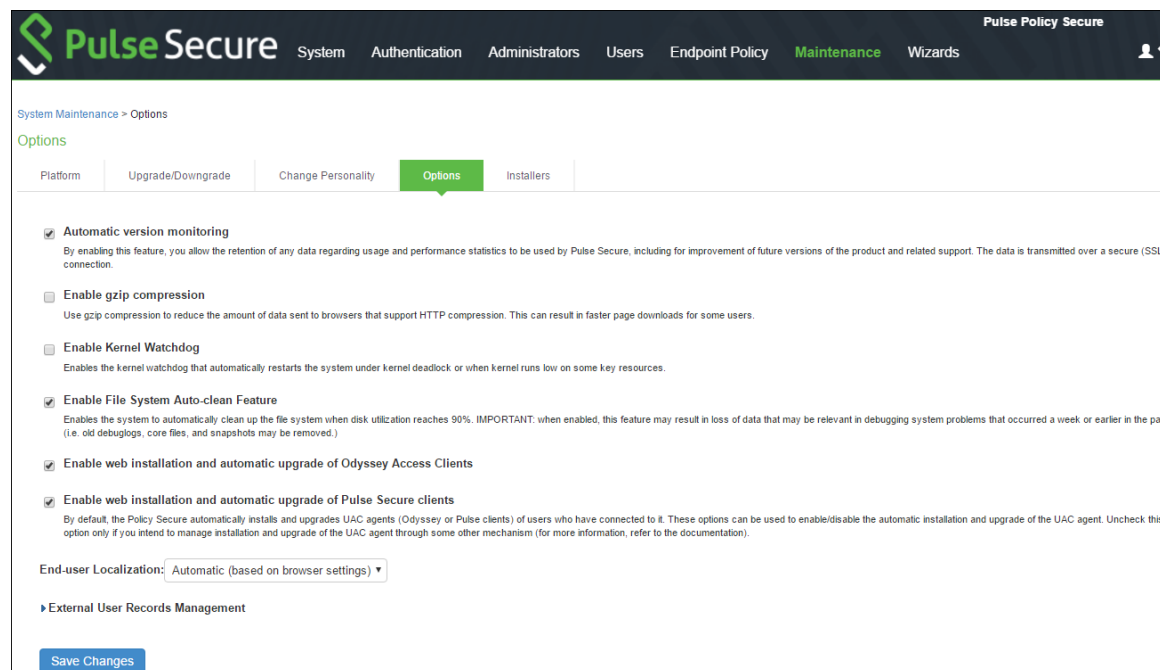 Pulse Policy Secure
Pulse Secure System Authentication Administrators Users Endpoint Policy Maintenance Wizards
System Maintenance > Options
Options
Platform Upgrade/Downgrade Change Personality Options Installers
Automatic version monitoring
By enabling this feature, you allow the retention of any data regarding usage and performance statistics to be used by Pulse Secure, including for improvement of future versions of the product and related support. The data is transmitted over a secure (SSL
connection.
Enable gzip compression
Use gzip compression to reduce the amount of data sent to browsers that support HTTP compression. This can result in faster page downloads for some users.
Enable Kernel Watchdog
Enables the kernel watchdog that automatically restarts the system under kernel deadlock or when kernel runs low on some key resources.
Enable File System Auto-clean Feature
Enables the system to automatically clean up the file system when disk utilization reaches 90%. IMPORTANT: when enabled, this feature may result in loss of data that may be relevant in debugging system problems that occurred a week or earlier in the pa
(i.e. old debuglogs, core files, and snapshots may be removed.)
Enable web installation and automatic upgrade of Odyssey Access Clients
Enable web installation and automatic upgrade of Pulse Secure clients
By default, the Policy Secure automatically installs and upgrades UAC agents (Odyssey or Pulse clients) of users who have connected to it. These options can be used to enable/disable the automatic installation and upgrade of the UAC agent. Uncheck this
option only if you intend to manage installation and upgrade of the UAC agent through some other mechanism (for more information, refer to the documentation).
End-user Localization: Automatic (based on browser settings)
External User Records Management
Save Changes